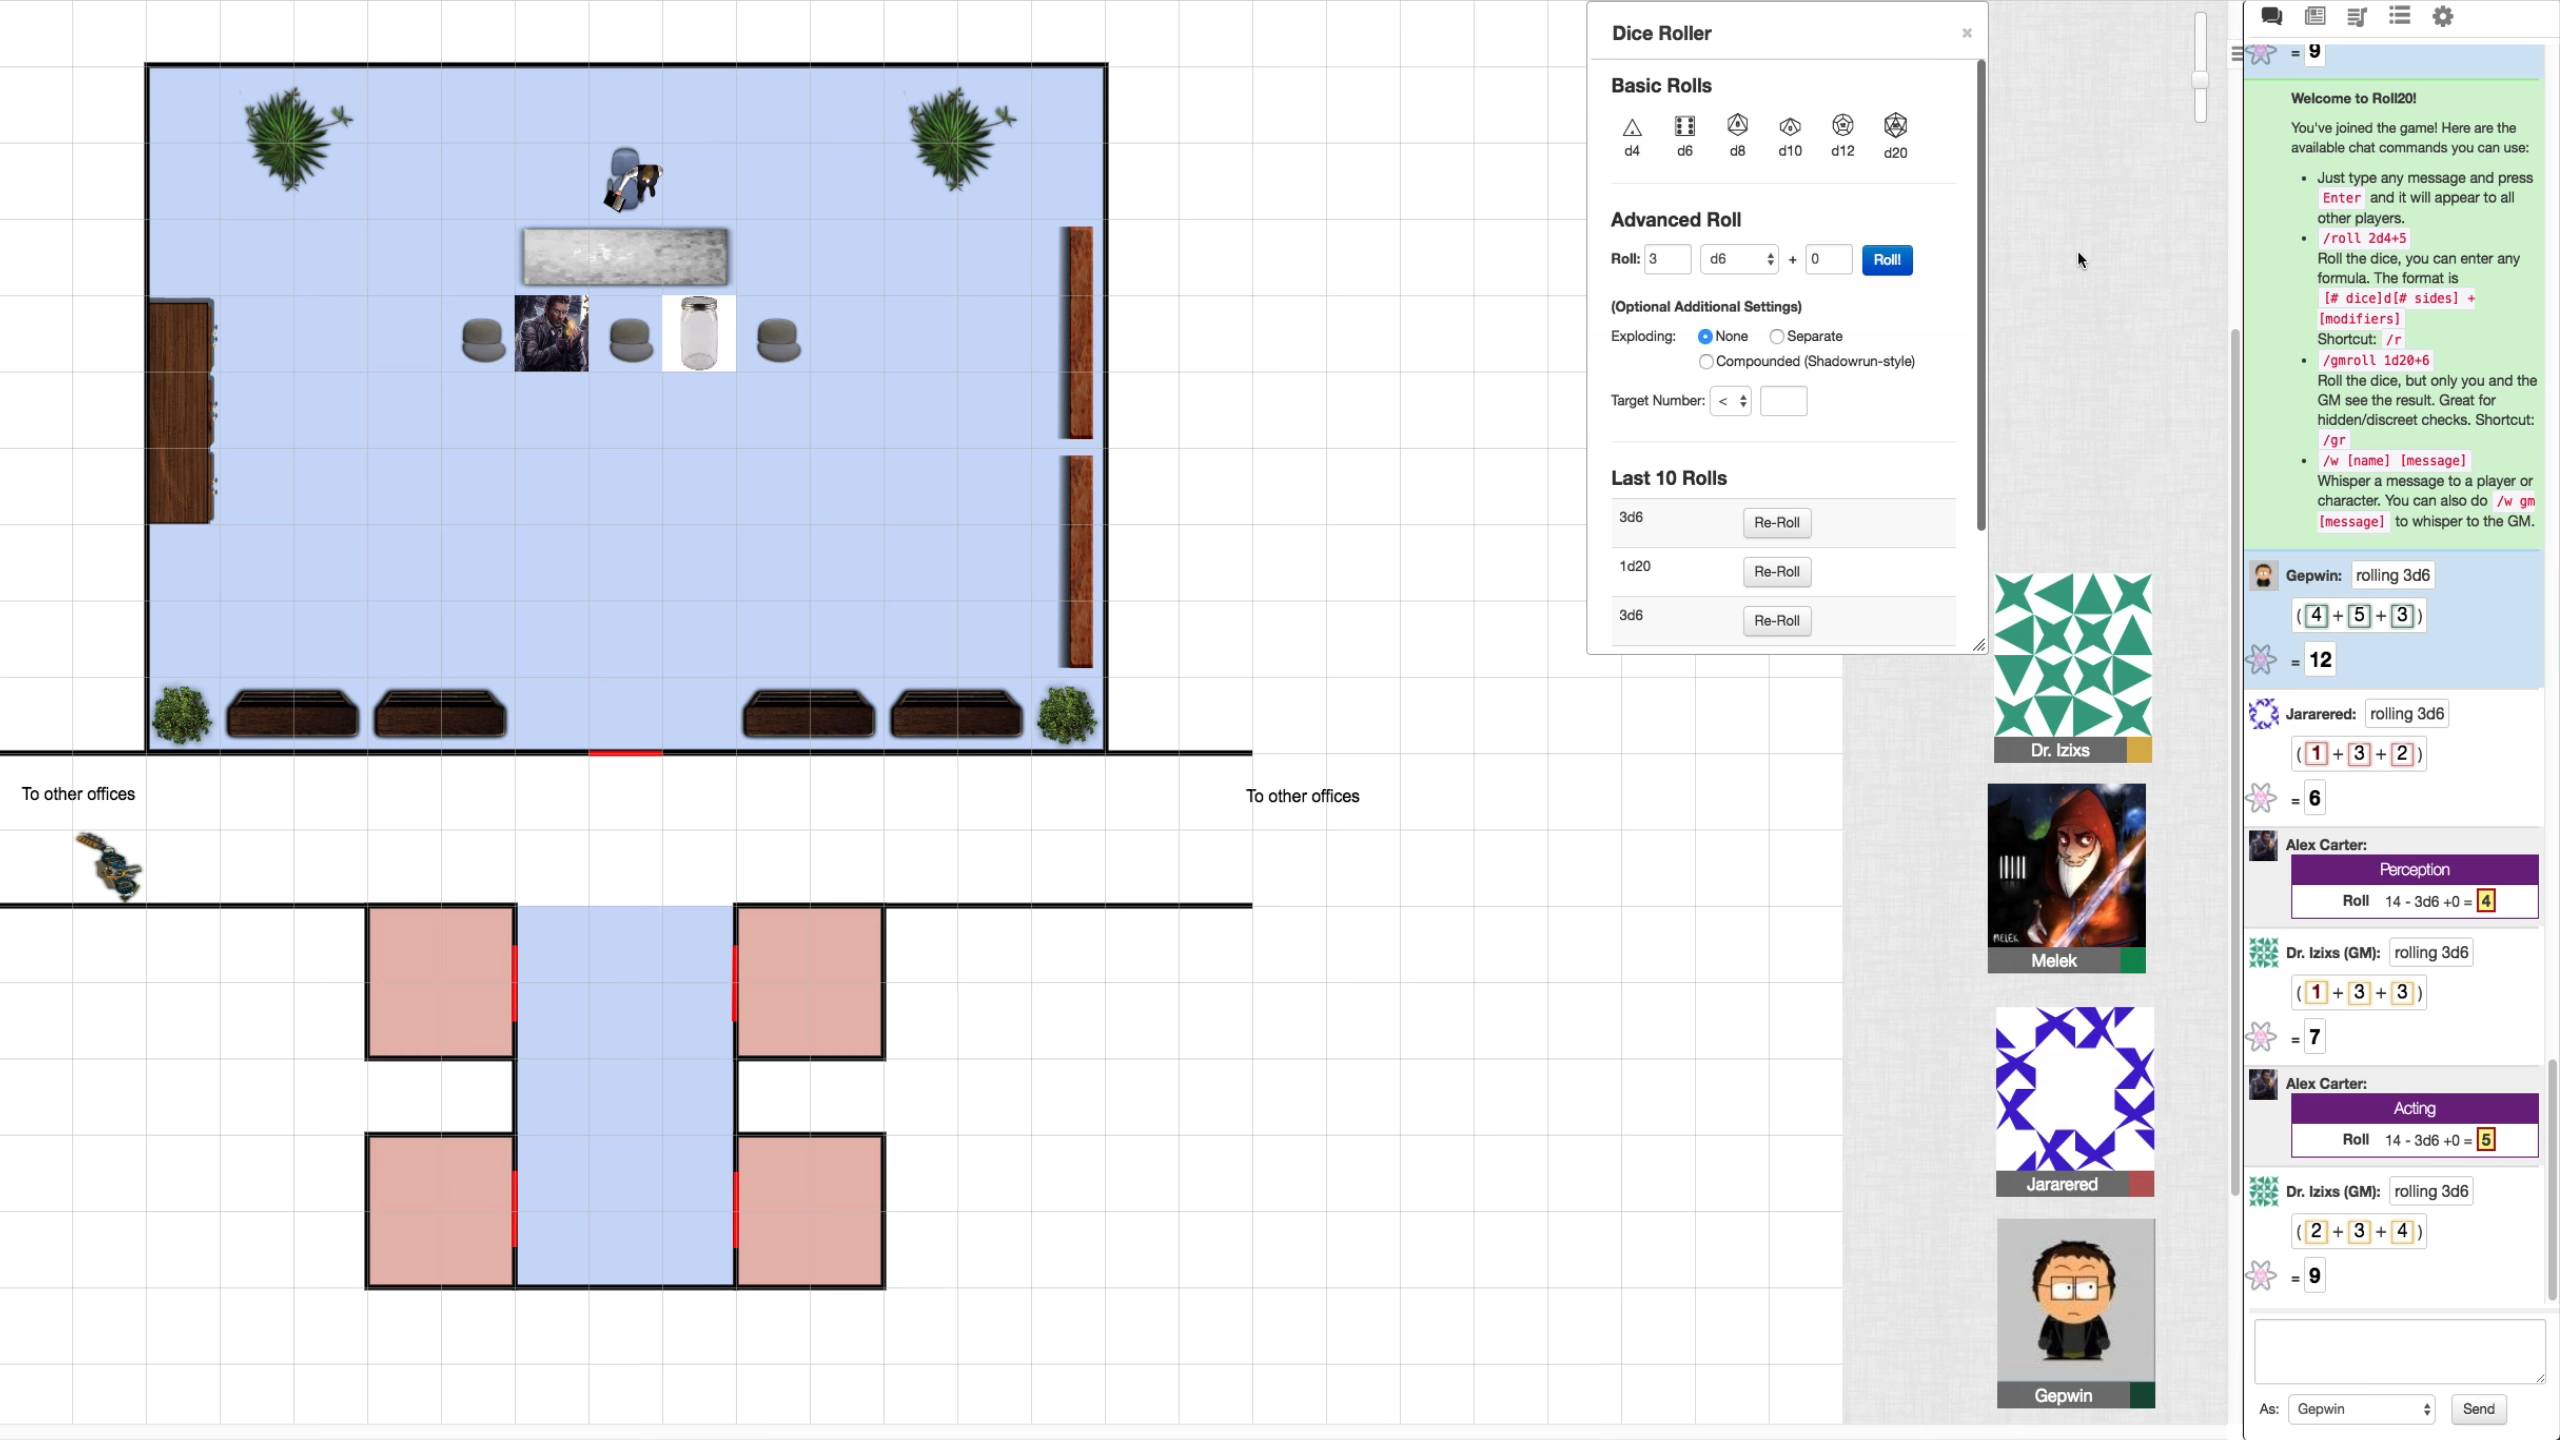 To other offices
To other offices
Dice Roller
×
Basic Rolls
d4 d6 d8 d10 d12 d20
Advanced Roll
Roll: 3 d6 + 0 Roll!
(Optional Additional Settings)
Exploding: None Separate
Compounded (Shadowrun-style)
Target Number: <
Last 10 Rolls
3d6 Re-Roll
1d20 Re-Roll
3d6 Re-Roll
Dr. Izixs
MELEK
Melek
Jararered
Gepwin
= 9
Welcome to Roll20!
You've joined the game! Here are the
available chat commands you can use:
• Just type any message and press
Enter and it will appear to all
other players.
• /roll 2d4+5
Roll the dice, you can enter any
formula. The format is
[# dice]d[# sides] +
[modifiers]
Shortcut: /r
• /gmroll 1d20+6
Roll the dice, but only you and the
GM see the result. Great for
hidden/discreet checks. Shortcut:
/gr
• /w [name] [message]
Whisper a message to a player or
character. You can also do /w gm
[message] to whisper to the GM.
Gepwin: rolling 3d6
(4+5+3)
= 12
Jararered: rolling 3d6
(1+3+2)
= 6
Alex Carter:
Perception
Roll 14 - 3d6 +0 = 4
Dr. Izixs (GM): rolling 3d6
(1+3+3)
= 7
Alex Carter:
Acting
Roll 14 - 3d6 +0 = 5
Dr. Izixs (GM): rolling 3d6
(2+3+4)
= 9
As: Gepwin Send